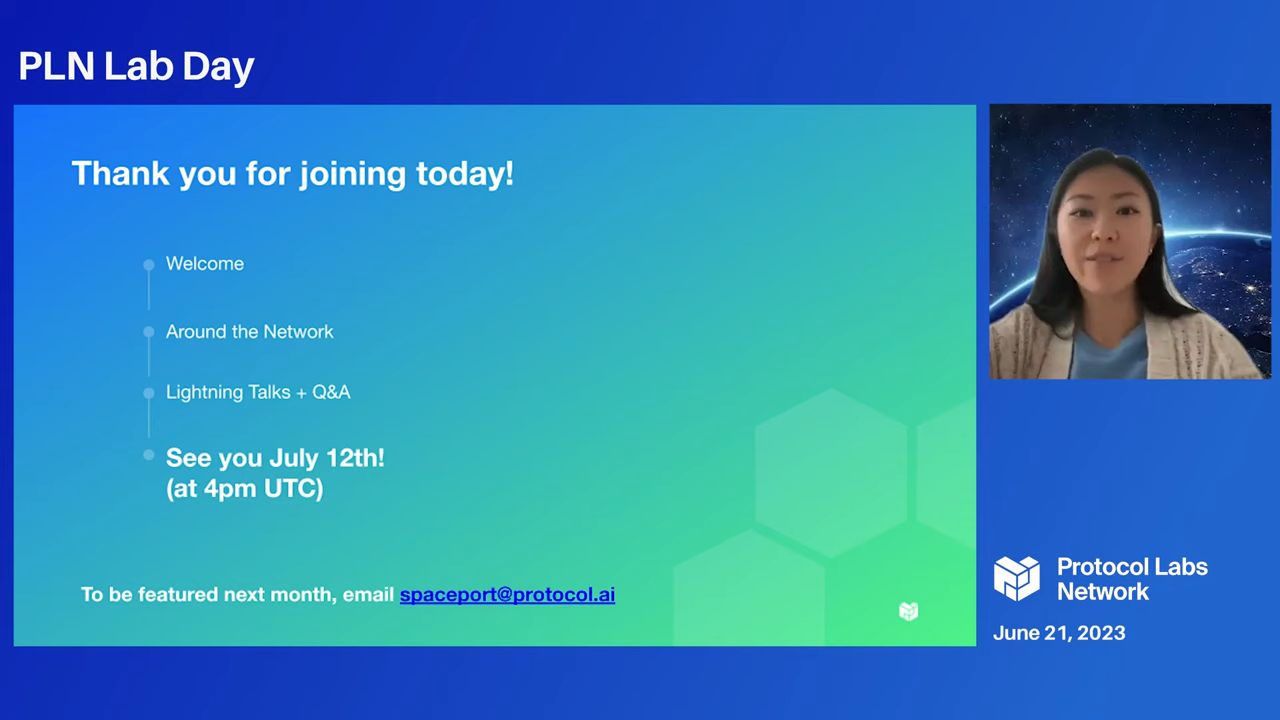 PLN Lab Day
Thank you for joining today!
Welcome
Around the Network
Lightning Talks + Q&A
See you July 12th!
(at 4pm UTC)
To be featured next month, email spaceport@protocol.ai
Protocol Labs
Network
June 21, 2023